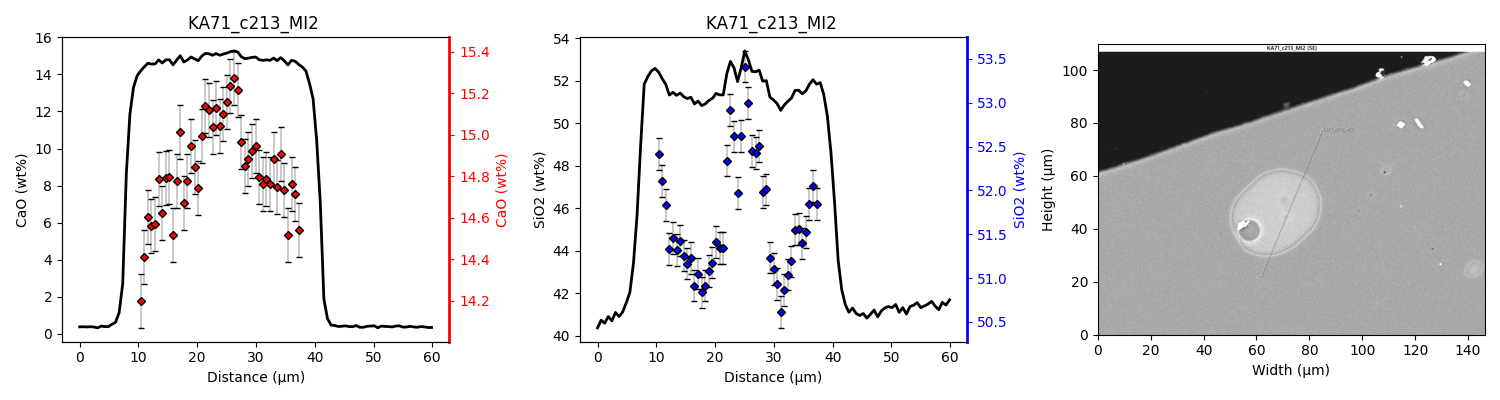 KA71_c213_MI2
CaO (wt%)
16
14
12
10
8
6
4
2
0
0 10 20 30 40 50 60
Distance (μm)
15.4
15.2
15.0
14.8
14.6
14.4
14.2
CaO (wt%)
KA71_c213_MI2
SiO2 (wt%)
54
52
50
48
46
44
42
40
0 10 20 30 40 50 60
Distance (μm)
53.5
53.0
52.5
52.0
51.5
51.0
50.5
SiO2 (wt%)
KA71_c213_MI2 (SE)
Height (μm)
100
80
60
40
20
0
0 20 40 60 80 100 120 140
Width (μm)